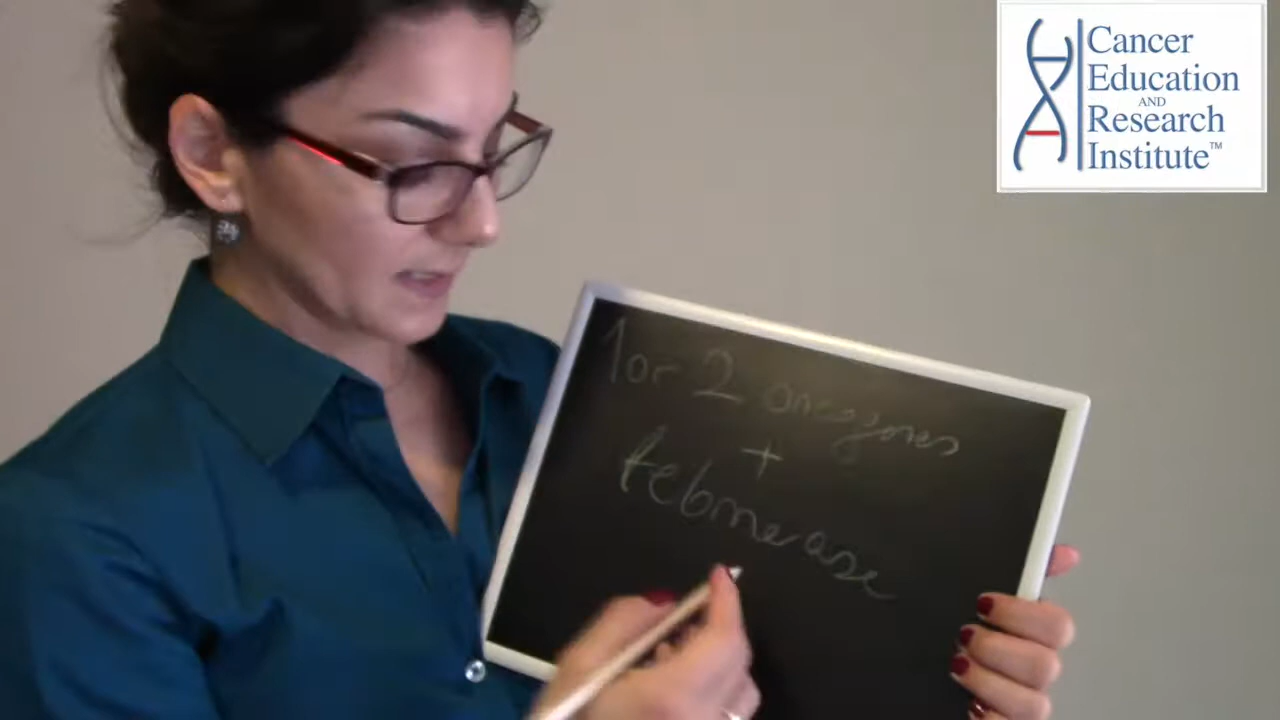 Cancer
Education
AND
Research
Institute™
1 or 2 oncogenes
+
telomerase